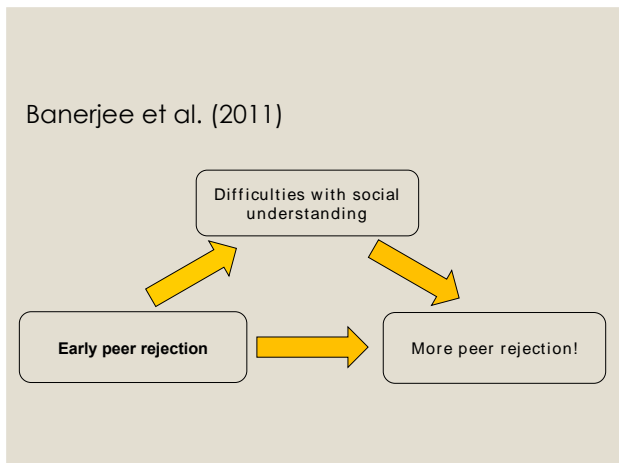 Banerjee et al. (2011)
Difficulties with social
understanding
Early peer rejection
More peer rejection!